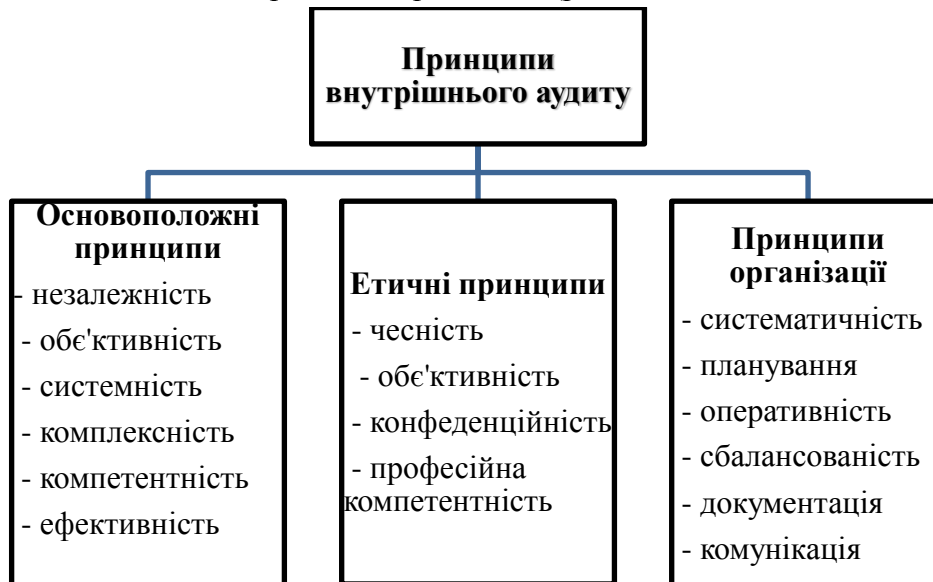 Принципи
внутрішнього аудиту
Основоположні
принципи
- незалежність
- обє'ктивність
- системність
- комплексність
- компетентність
- ефективність
Етичні принципи
- чесність
- обє'ктивність
- конфеденційність
- професійна
компетентність
Принципи
організації
- систематичність
- планування
- оперативність
- сбалансованість
- документація
- комунікація